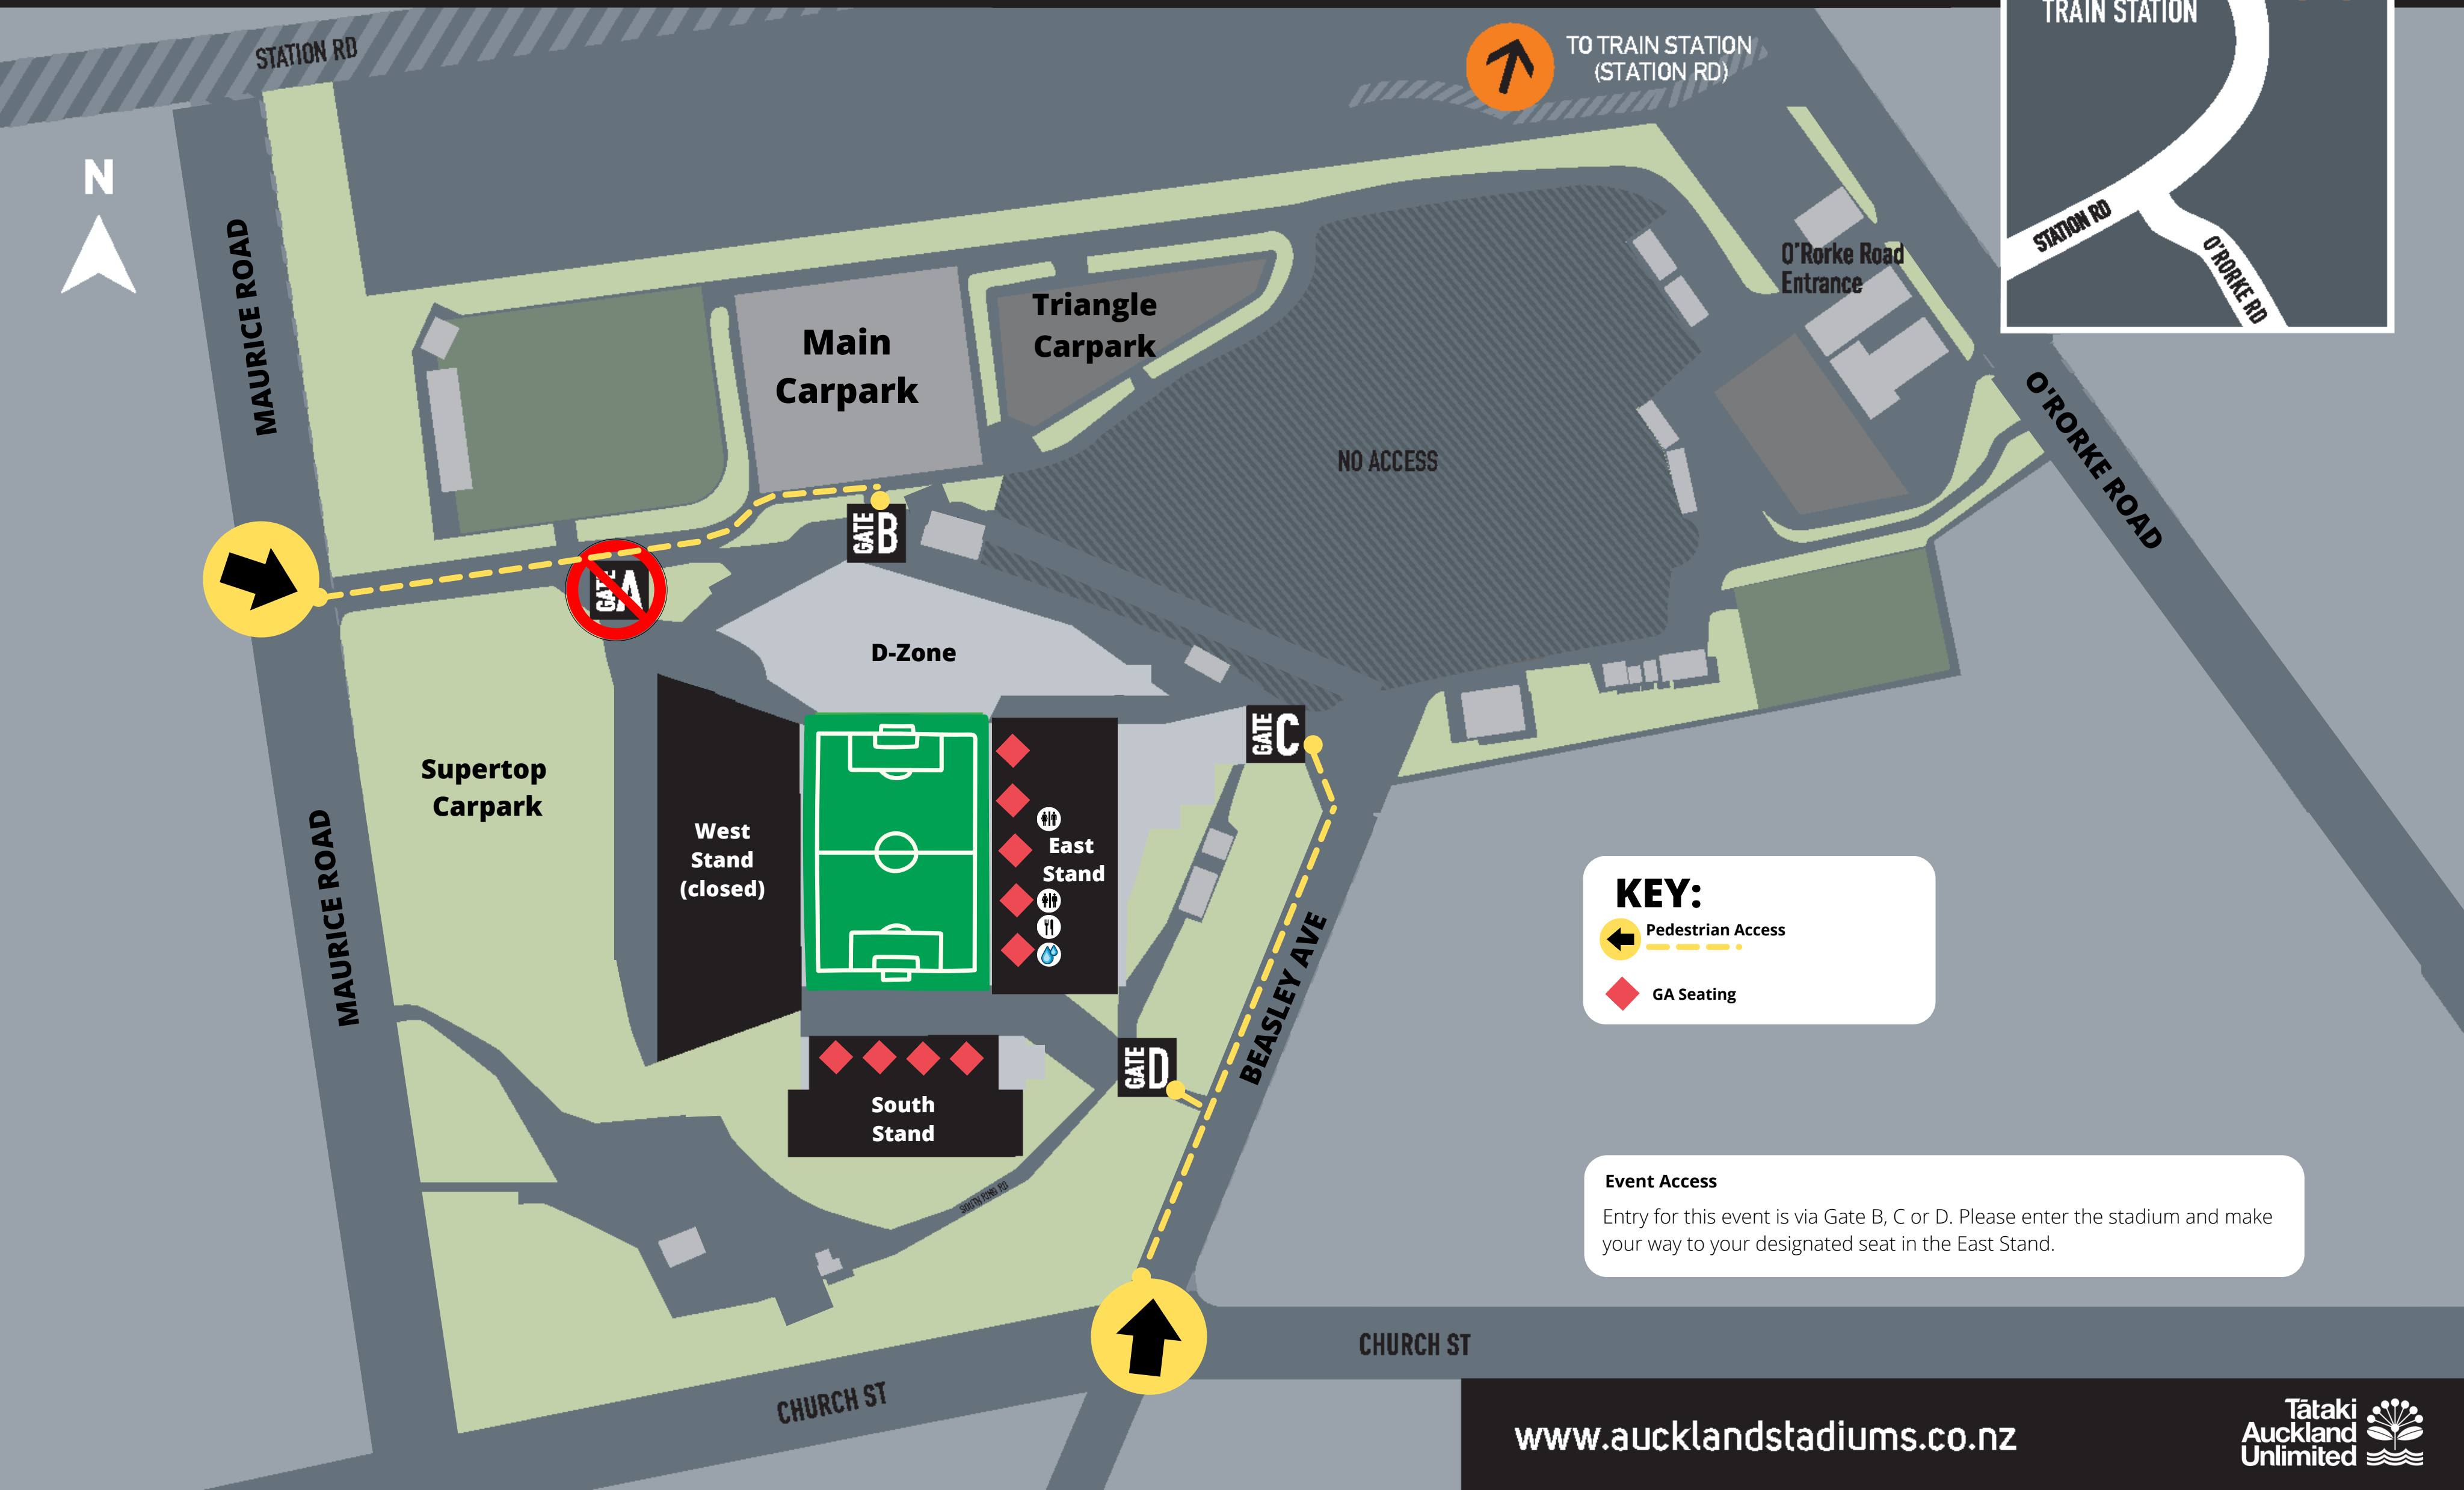 STATION RD
TO TRAIN STATION
(STATION RD)
TRAIN STATION
STATION RD
O'RORKE RD
N
MAURICE ROAD
Main
Carpark
Triangle
Carpark
O'Rorke Road
Entrance
NO ACCESS
O'RORKE ROAD
GATE B
GATE A
D-Zone
GATE C
Supertop
Carpark
West
Stand
(closed)
East
Stand
MAURICE ROAD
BEASLEY AVE
GATE D
South
Stand
SOUTH RING RD
KEY:
Pedestrian Access
GA Seating
Event Access
Entry for this event is via Gate B, C or D. Please enter the stadium and make
your way to your designated seat in the East Stand.
CHURCH ST
CHURCH ST
www.aucklandstadiums.co.nz
Tātaki
Auckland
Unlimited